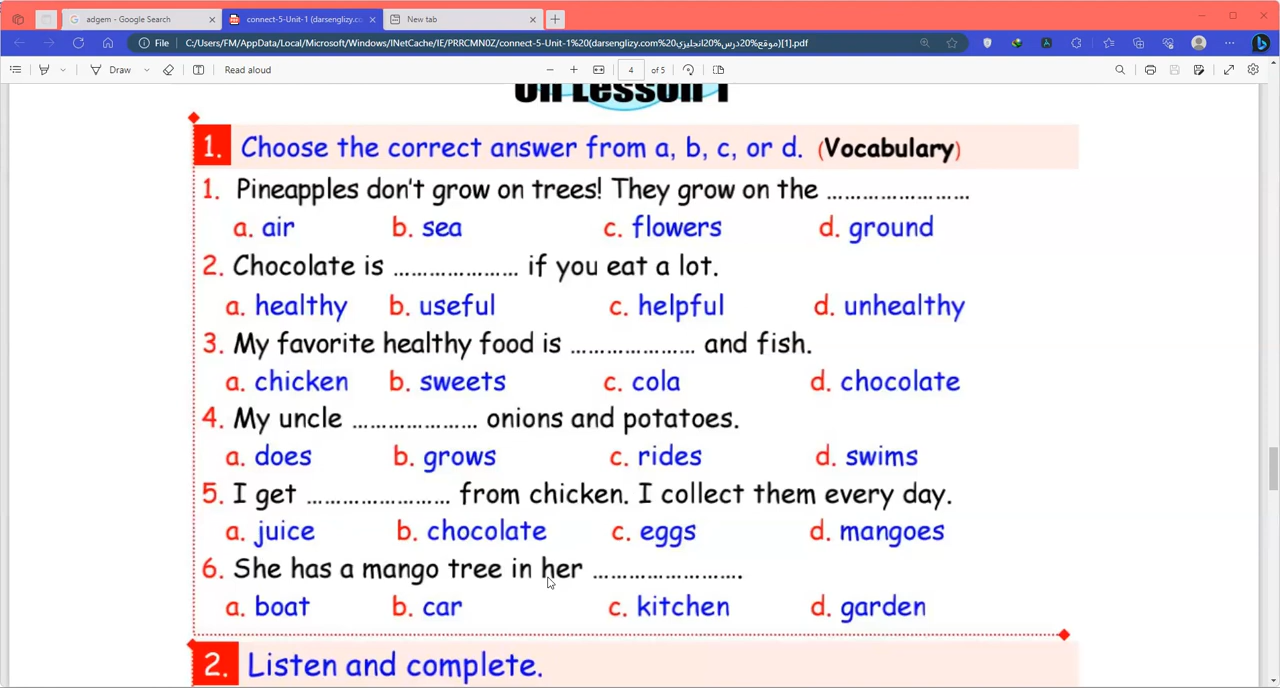 adgem - Google Search
connect-5-Unit-1 (darsenglizy.com
New tab
File C:/Users/FM/AppData/Local/Microsoft/Windows/INetCache/IE/PRRCMN0Z/connect-5-Unit-1%20(darsenglizy.com%20موقع%20درس%20انجليزي)[1].pdf
Draw
Read aloud
4 of 5
On Lesson 1
1. Choose the correct answer from a, b, c, or d. (Vocabulary)
1. Pineapples don't grow on trees! They grow on the ........................
a. air b. sea c. flowers d. ground
2. Chocolate is ..................... if you eat a lot.
a. healthy b. useful c. helpful d. unhealthy
3. My favorite healthy food is ..................... and fish.
a. chicken b. sweets c. cola d. chocolate
4. My uncle ..................... onions and potatoes.
a. does b. grows c. rides d. swims
5. I get ........................ from chicken. I collect them every day.
a. juice b. chocolate c. eggs d. mangoes
6. She has a mango tree in her .........................
a. boat b. car c. kitchen d. garden
2. Listen and complete.